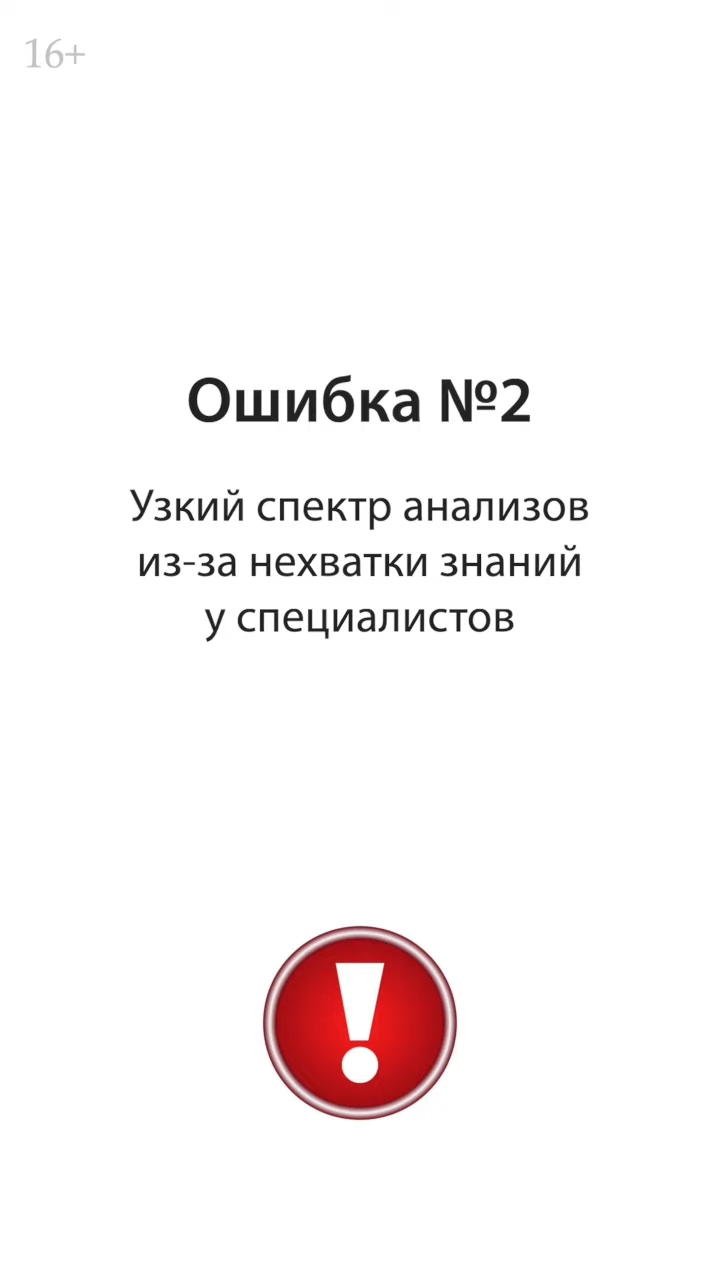 16+
Ошибка №2
Узкий спектр анализов
из-за нехватки знаний
у специалистов